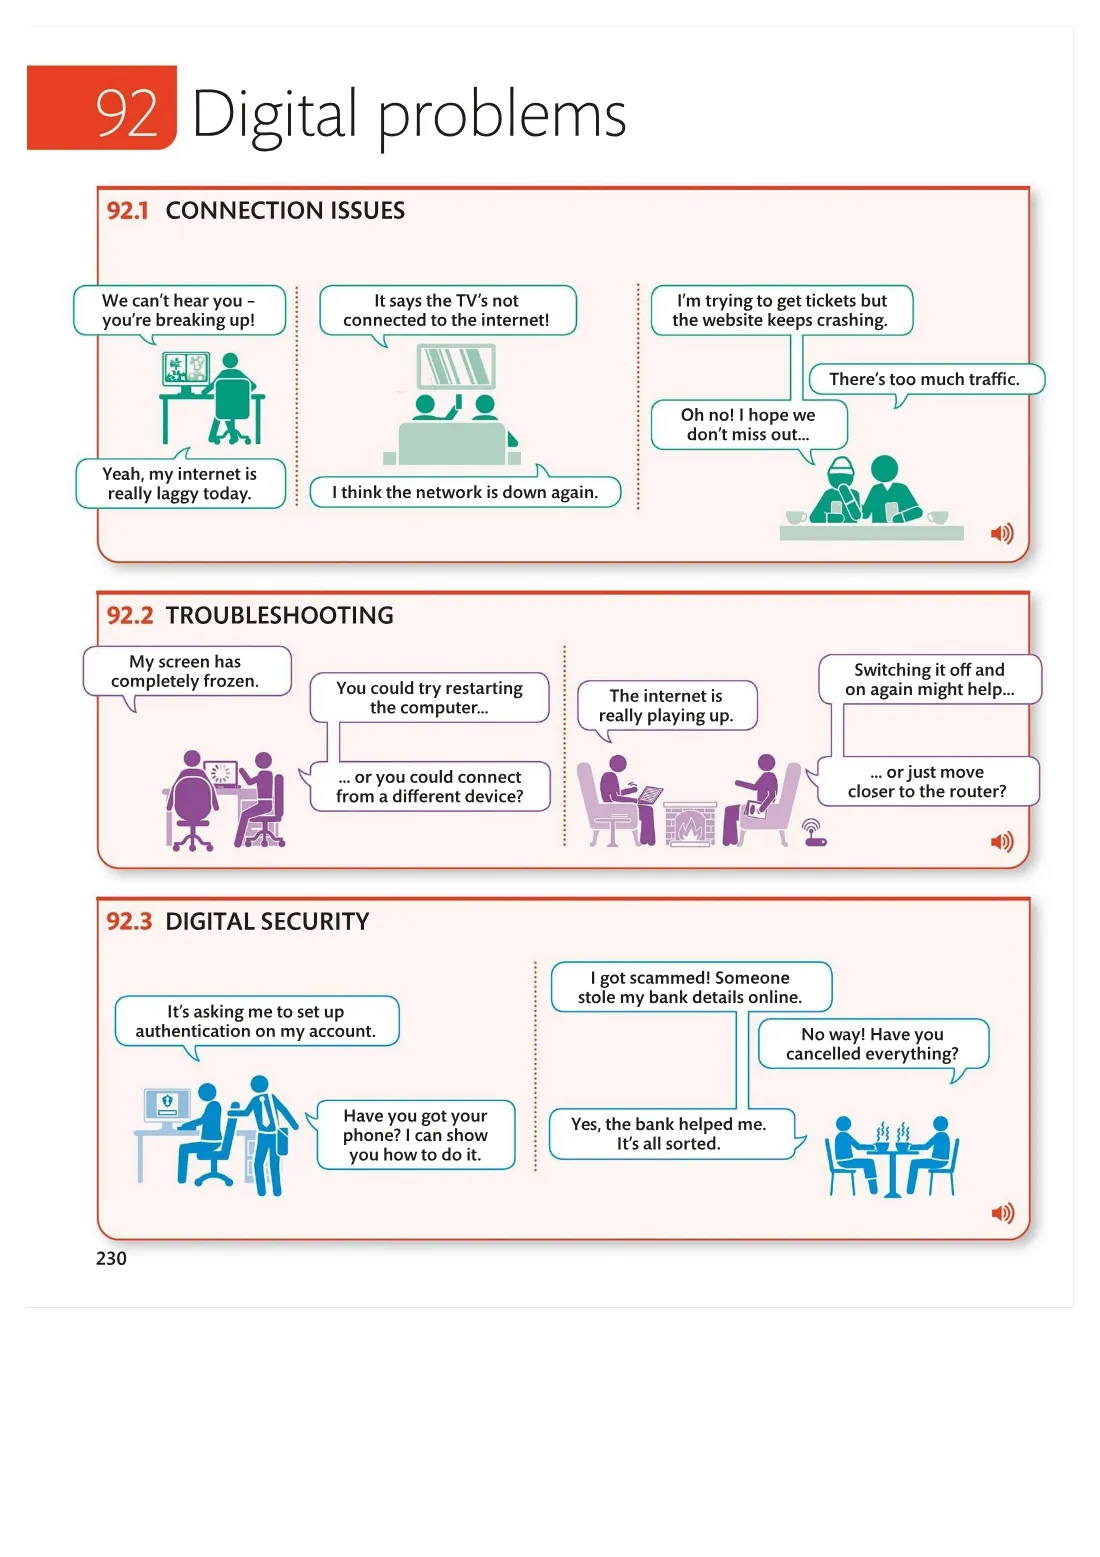 92 Digital problems
92.1 CONNECTION ISSUES
We can't hear you –
you're breaking up!
Yeah, my internet is
really laggy today.
It says the TV's not
connected to the internet!
I think the network is down again.
I'm trying to get tickets but
the website keeps crashing.
There's too much traffic.
Oh no! I hope we
don't miss out...
92.2 TROUBLESHOOTING
My screen has
completely frozen.
You could try restarting
the computer...
... or you could connect
from a different device?
The internet is
really playing up.
Switching it off and
on again might help...
... or just move
closer to the router?
92.3 DIGITAL SECURITY
It's asking me to set up
authentication on my account.
Have you got your
phone? I can show
you how to do it.
I got scammed! Someone
stole my bank details online.
No way! Have you
cancelled everything?
Yes, the bank helped me.
It's all sorted.
230